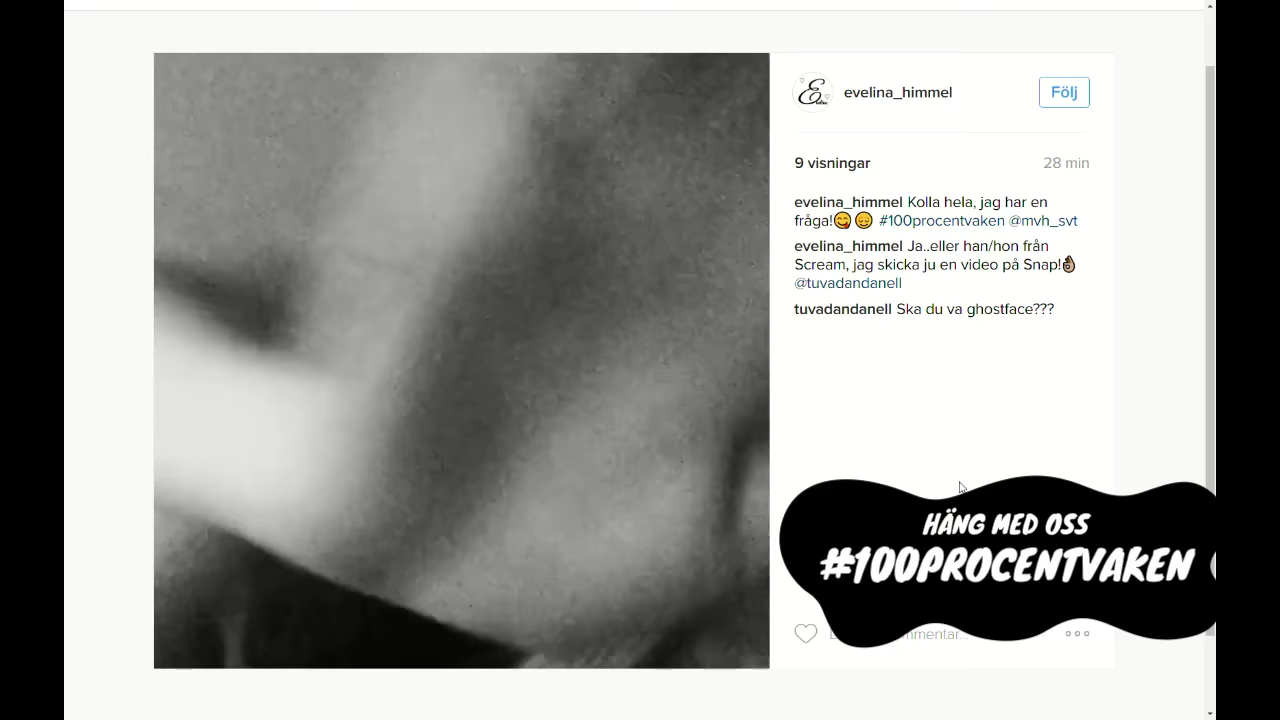 evelina_himmel
Följ
9 visningar
28 min
evelina_himmel Kolla hela, jag har en
fråga!😋😌 #100procentvaken @mvh_svt
evelina_himmel Ja..eller han/hon från
Scream, jag skicka ju en video på Snap!👌🏽
@tuvadandanell
tuvadandanell Ska du va ghostface???
HÄNG MED OSS
#100PROCENTVAKEN